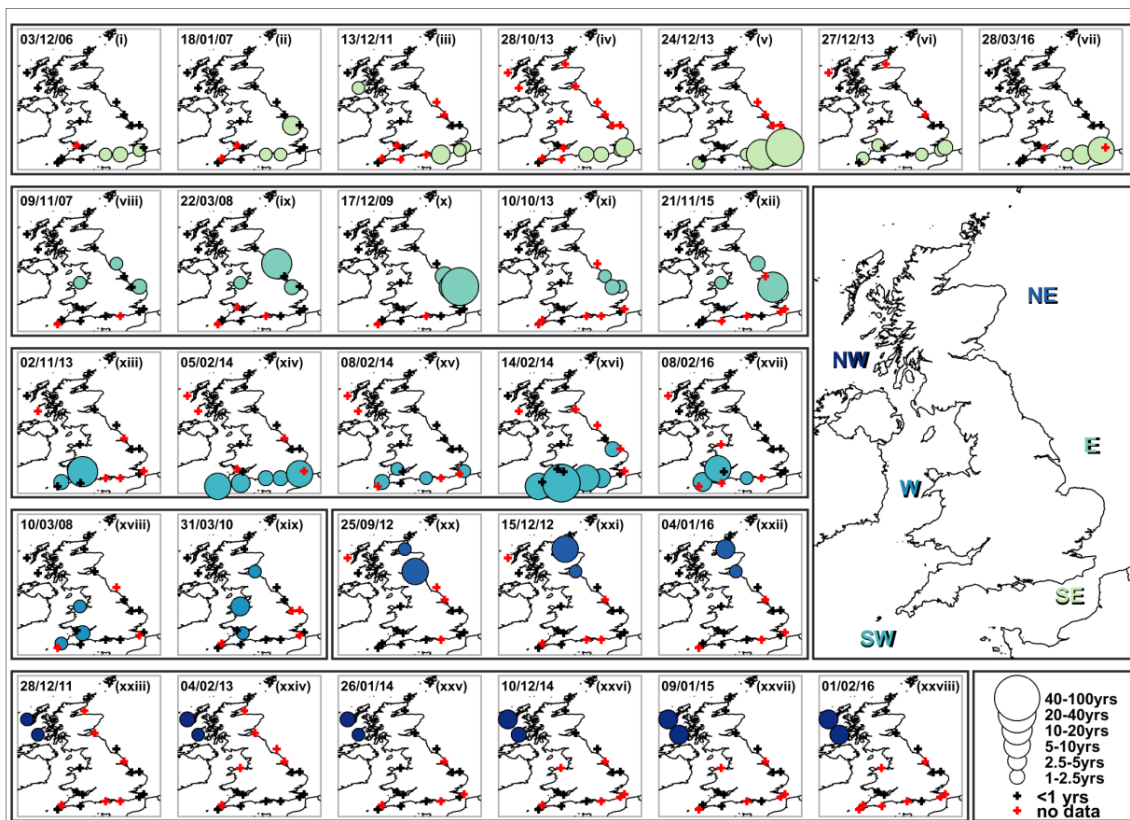 03/12/06 (i)
18/01/07 (ii)
13/12/11 (iii)
28/10/13 (iv)
24/12/13 (v)
27/12/13 (vi)
28/03/16 (vii)
09/11/07 (viii)
22/03/08 (ix)
17/12/09 (x)
10/10/13 (xi)
21/11/15 (xii)
NE
NW
E
W
SE
SW
02/11/13 (xiii)
05/02/14 (xiv)
08/02/14 (xv)
14/02/14 (xvi)
08/02/16 (xvii)
10/03/08 (xviii)
31/03/10 (xix)
25/09/12 (xx)
15/12/12 (xxi)
04/01/16 (xxii)
28/12/11 (xxiii)
04/02/13 (xxiv)
26/01/14 (xxv)
10/12/14 (xxvi)
09/01/15 (xxvii)
01/02/16 (xxviii)
40-100yrs
20-40yrs
10-20yrs
5-10yrs
2.5-5yrs
1-2.5yrs
<1 yrs
no data